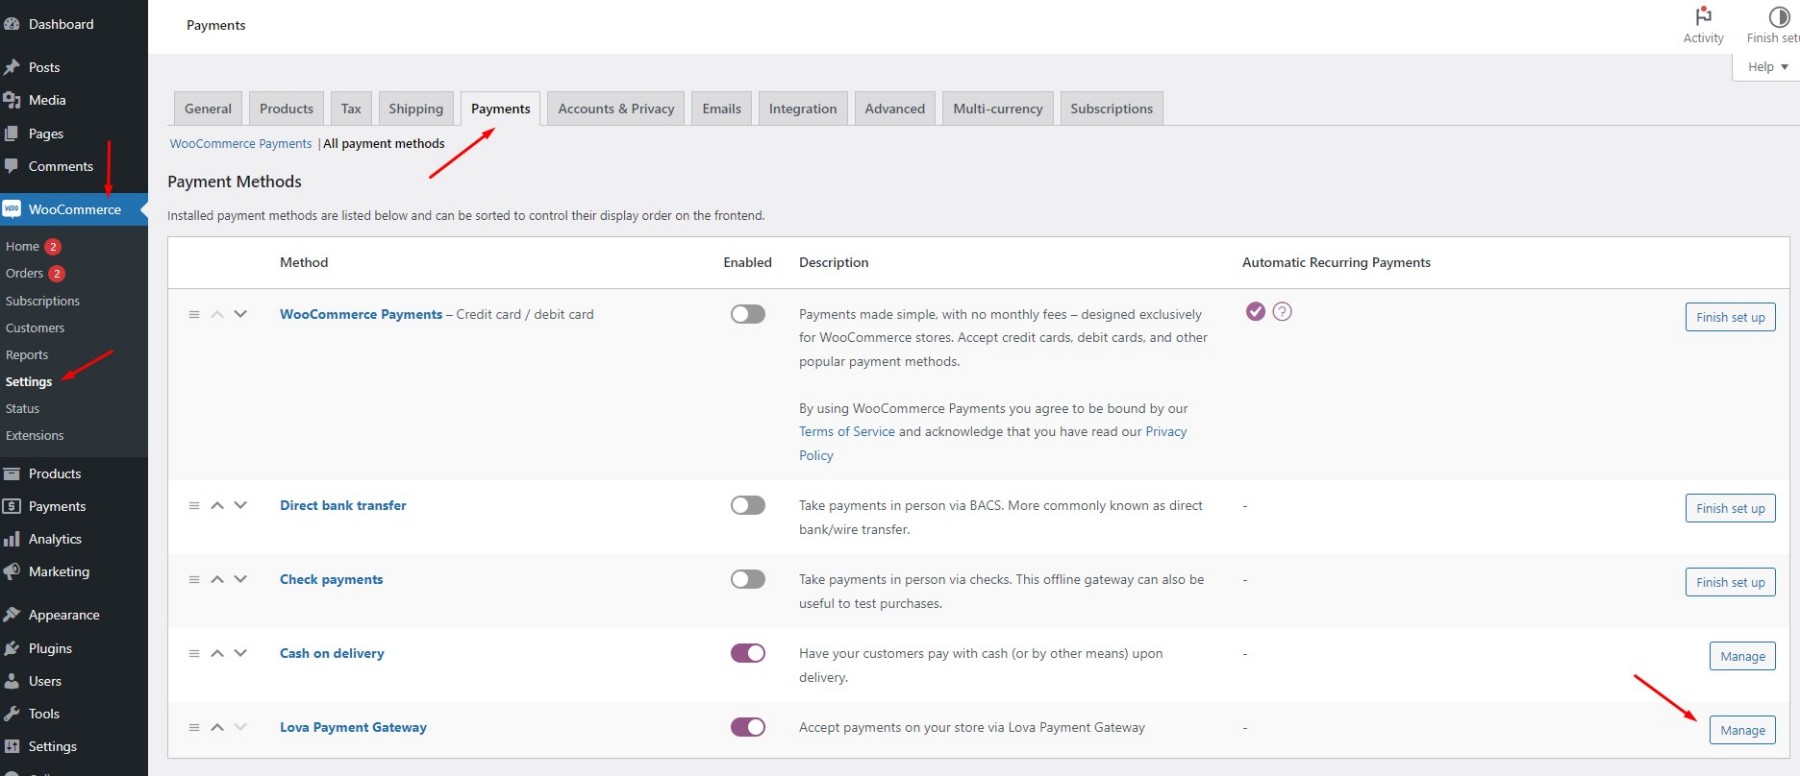 Dashboard
Posts
Media
Pages
Comments
WooCommerce
Home 2
Orders 2
Subscriptions
Customers
Reports
Settings
Status
Extensions
Products
Payments
Analytics
Marketing
Appearance
Plugins
Users
Tools
Settings
Payments
Activity
Finish set
Help
General
Products
Tax
Shipping
Payments
Accounts & Privacy
Emails
Integration
Advanced
Multi-currency
Subscriptions
WooCommerce Payments | All payment methods
Payment Methods
Installed payment methods are listed below and can be sorted to control their display order on the frontend.
Method
Enabled
Description
Automatic Recurring Payments
WooCommerce Payments – Credit card / debit card
Payments made simple, with no monthly fees – designed exclusively
for WooCommerce stores. Accept credit cards, debit cards, and other
popular payment methods.
By using WooCommerce Payments you agree to be bound by our
Terms of Service and acknowledge that you have read our Privacy
Policy
?
Finish set up
Direct bank transfer
Take payments in person via BACS. More commonly known as direct
bank/wire transfer.
-
Finish set up
Check payments
Take payments in person via checks. This offline gateway can also be
useful to test purchases.
-
Finish set up
Cash on delivery
Have your customers pay with cash (or by other means) upon
delivery.
-
Manage
Lova Payment Gateway
Accept payments on your store via Lova Payment Gateway
-
Manage